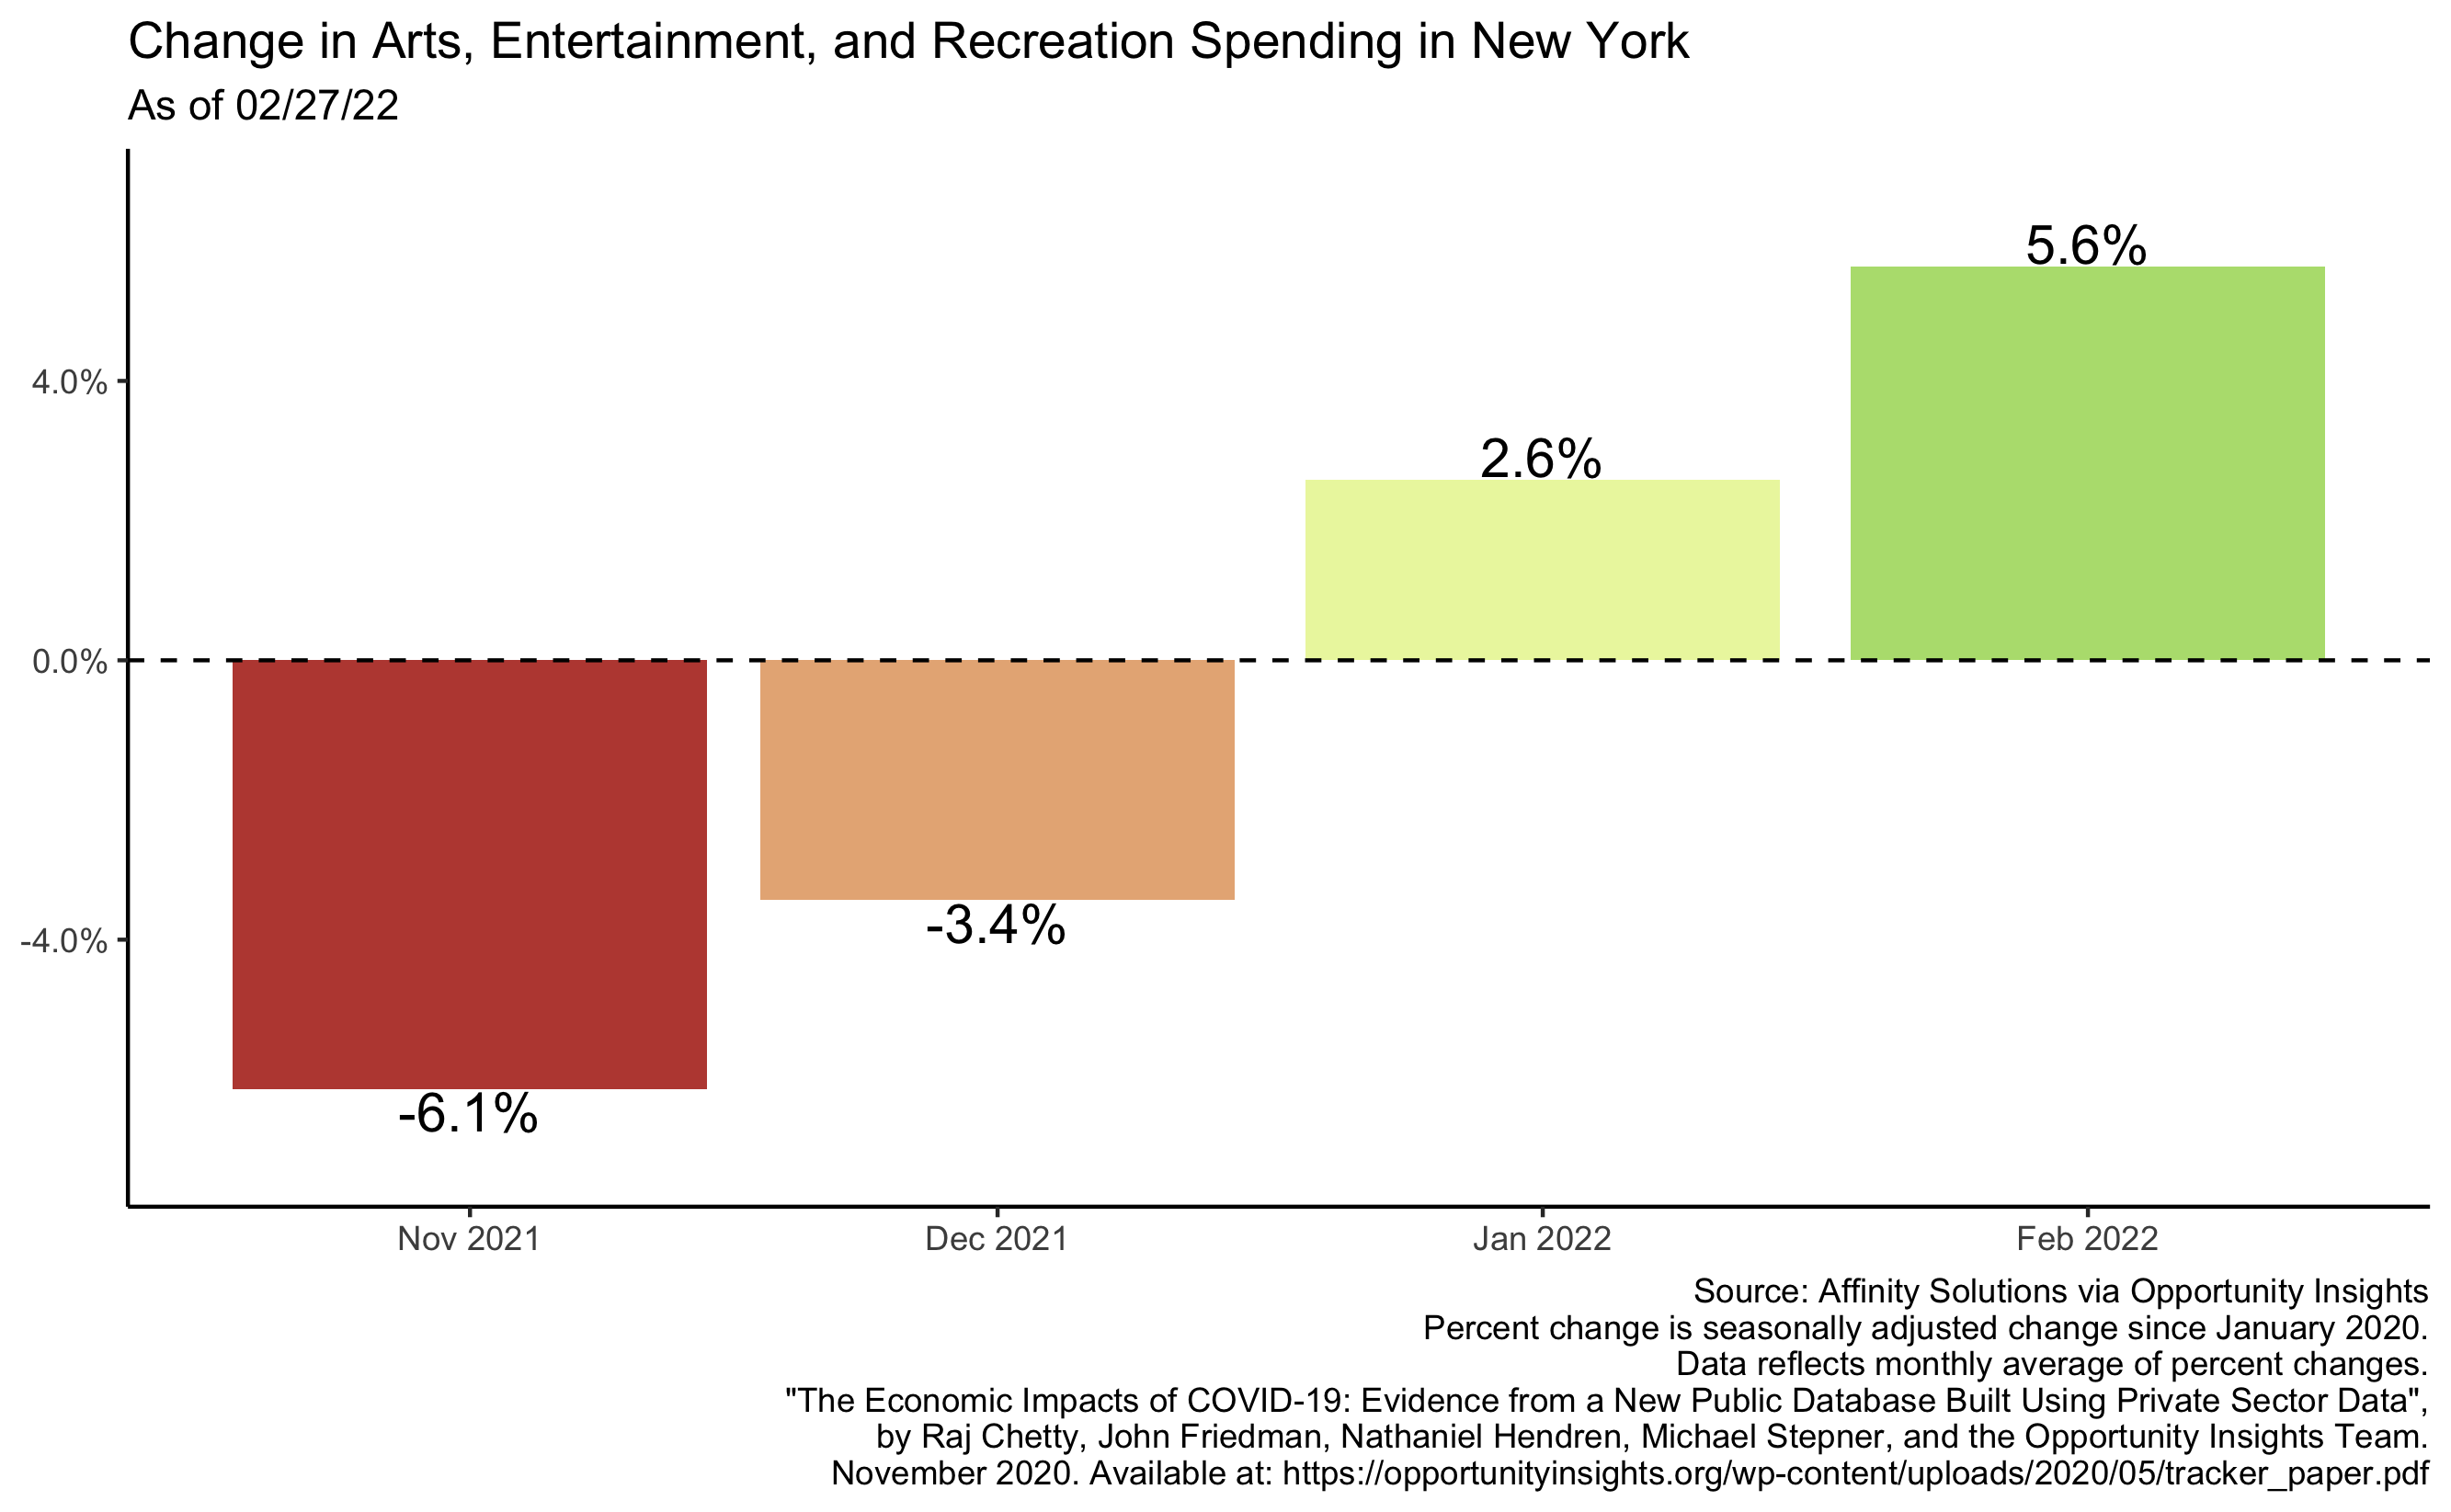 Change in Arts, Entertainment, and Recreation Spending in New York
As of 02/27/22
5.6%
4.0%
2.6%
0.0%
-3.4%
-4.0%
-6.1%
Nov 2021
Dec 2021
Jan 2022
Feb 2022
Source: Affinity Solutions via Opportunity Insights
Percent change is seasonally adjusted change since January 2020.
Data reflects monthly average of percent changes.
"The Economic Impacts of COVID-19: Evidence from a New Public Database Built Using Private Sector Data",
by Raj Chetty, John Friedman, Nathaniel Hendren, Michael Stepner, and the Opportunity Insights Team.
November 2020. Available at: https://opportunityinsights.org/wp-content/uploads/2020/05/tracker_paper.pdf